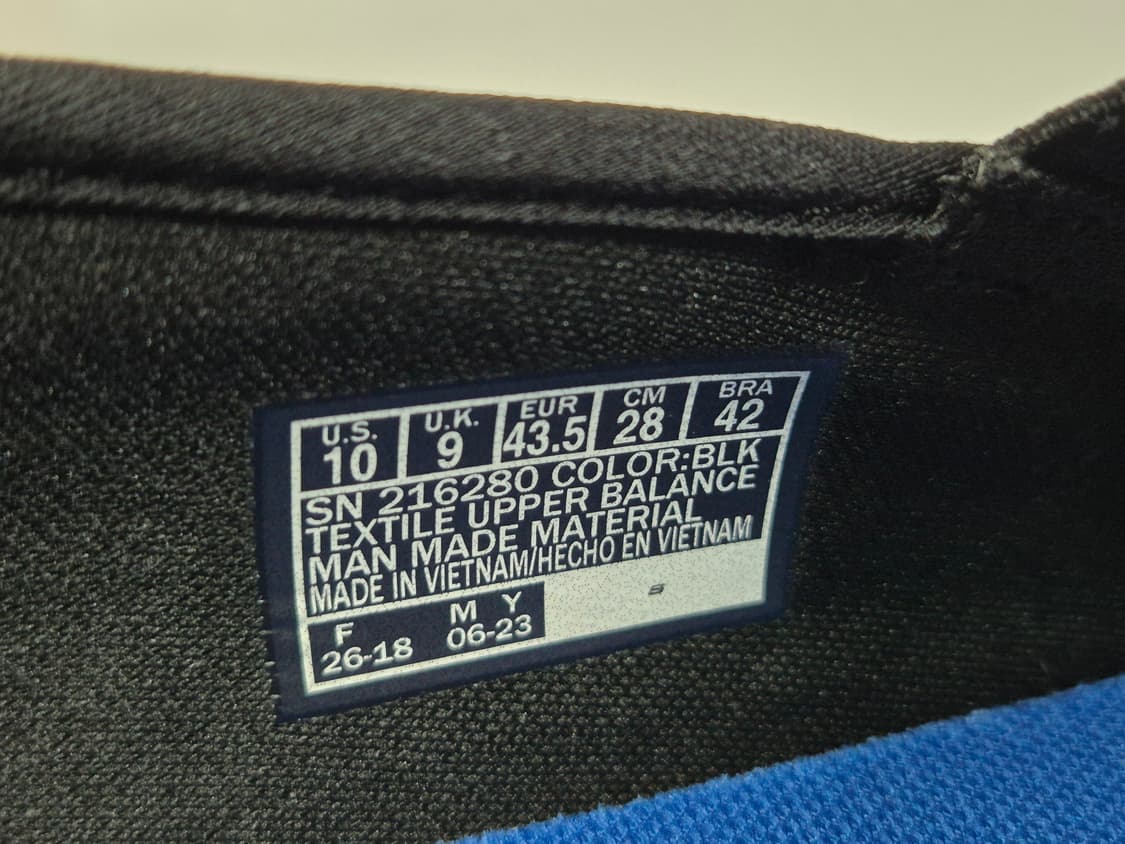 U.S. U.K. EUR CM BRA
10 9 43.5 28 42
SN 216280 COLOR:BLK
TEXTILE UPPER BALANCE
MAN MADE MATERIAL
MADE IN VIETNAM/HECHO EN VIETNAM
F M Y
26-18 06-23
S